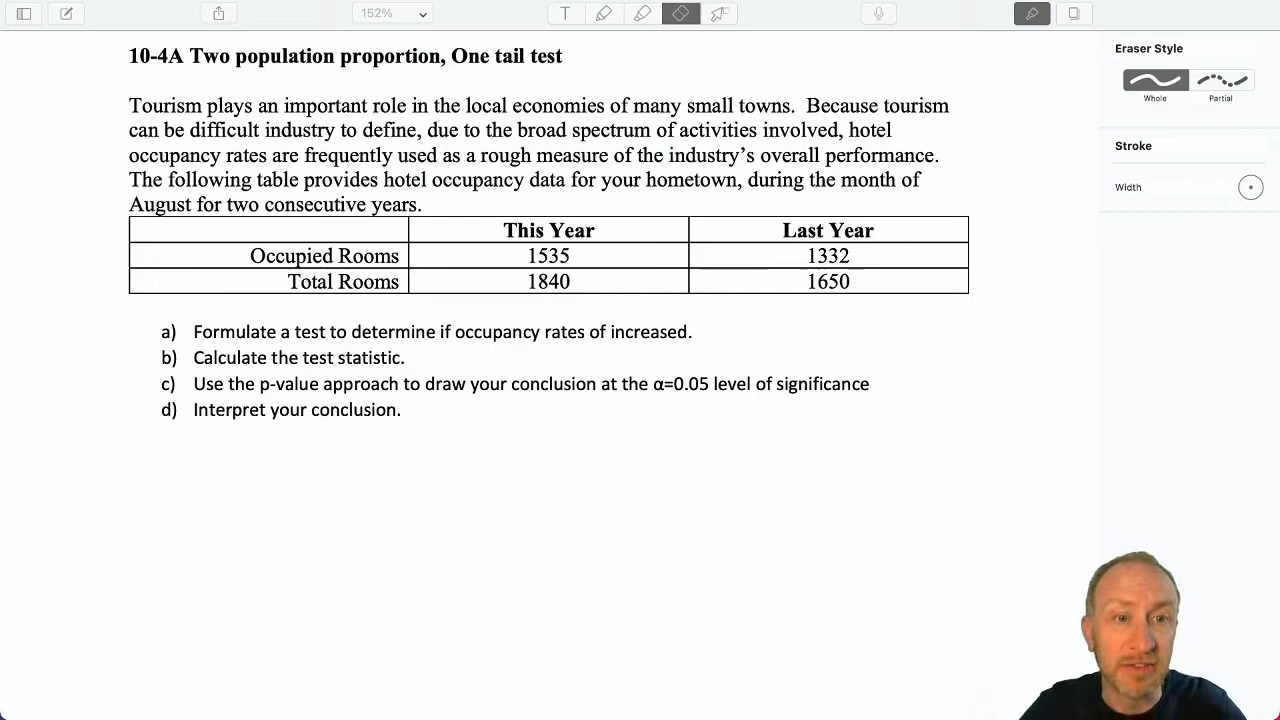 152%
T
10-4A Two population proportion, One tail test
Tourism plays an important role in the local economies of many small towns.  Because tourism
can be difficult industry to define, due to the broad spectrum of activities involved, hotel
occupancy rates are frequently used as a rough measure of the industry’s overall performance.
The following table provides hotel occupancy data for your hometown, during the month of
August for two consecutive years.
This Year Last Year
Occupied Rooms 1535 1332
Total Rooms 1840 1650
a) Formulate a test to determine if occupancy rates of increased.
b) Calculate the test statistic.
c) Use the p-value approach to draw your conclusion at the α=0.05 level of significance
d) Interpret your conclusion.
Eraser Style
Whole Partial
Stroke
Width